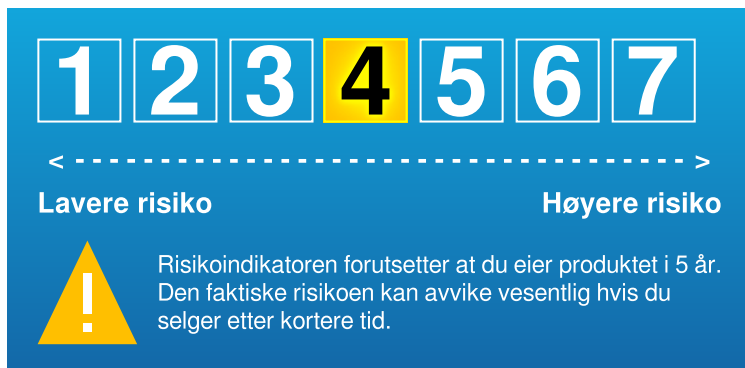 1 2 3 4 5 6 7
< - - - - - - - - - - - - - - - - - - - - - - - - - - - - - - - - - - - - - - - - - - - >
Lavere risiko Høyere risiko
!
Risikoindikatoren forutsetter at du eier produktet i 5 år.
Den faktiske risikoen kan avvike vesentlig hvis du
selger etter kortere tid.